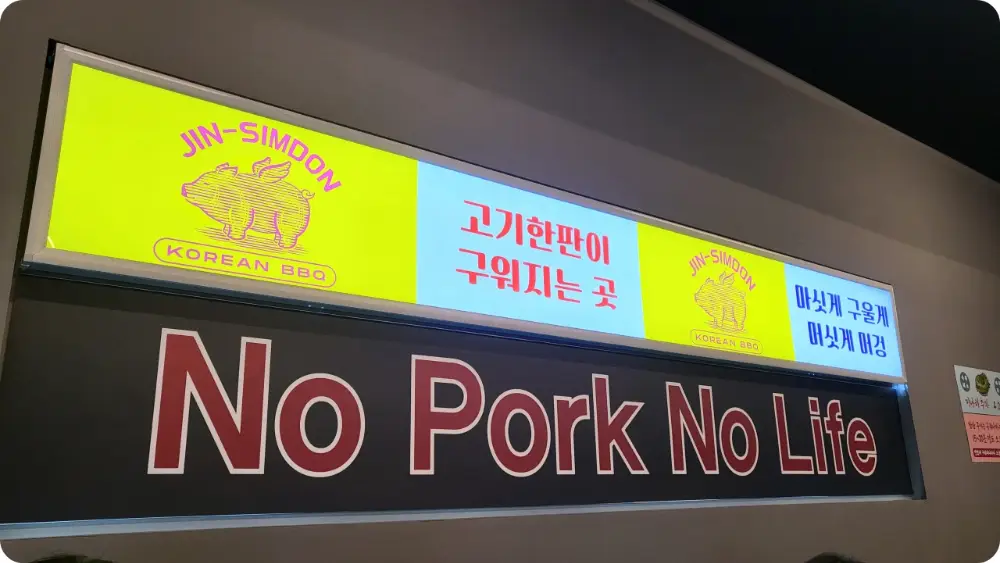 JIN-SIMDON
KOREAN BBQ
고기한판이
구워지는 곳
JIN-SIMDON
KOREAN BBQ
마싯게 구울게
머싯게 머겅
No Pork No Life